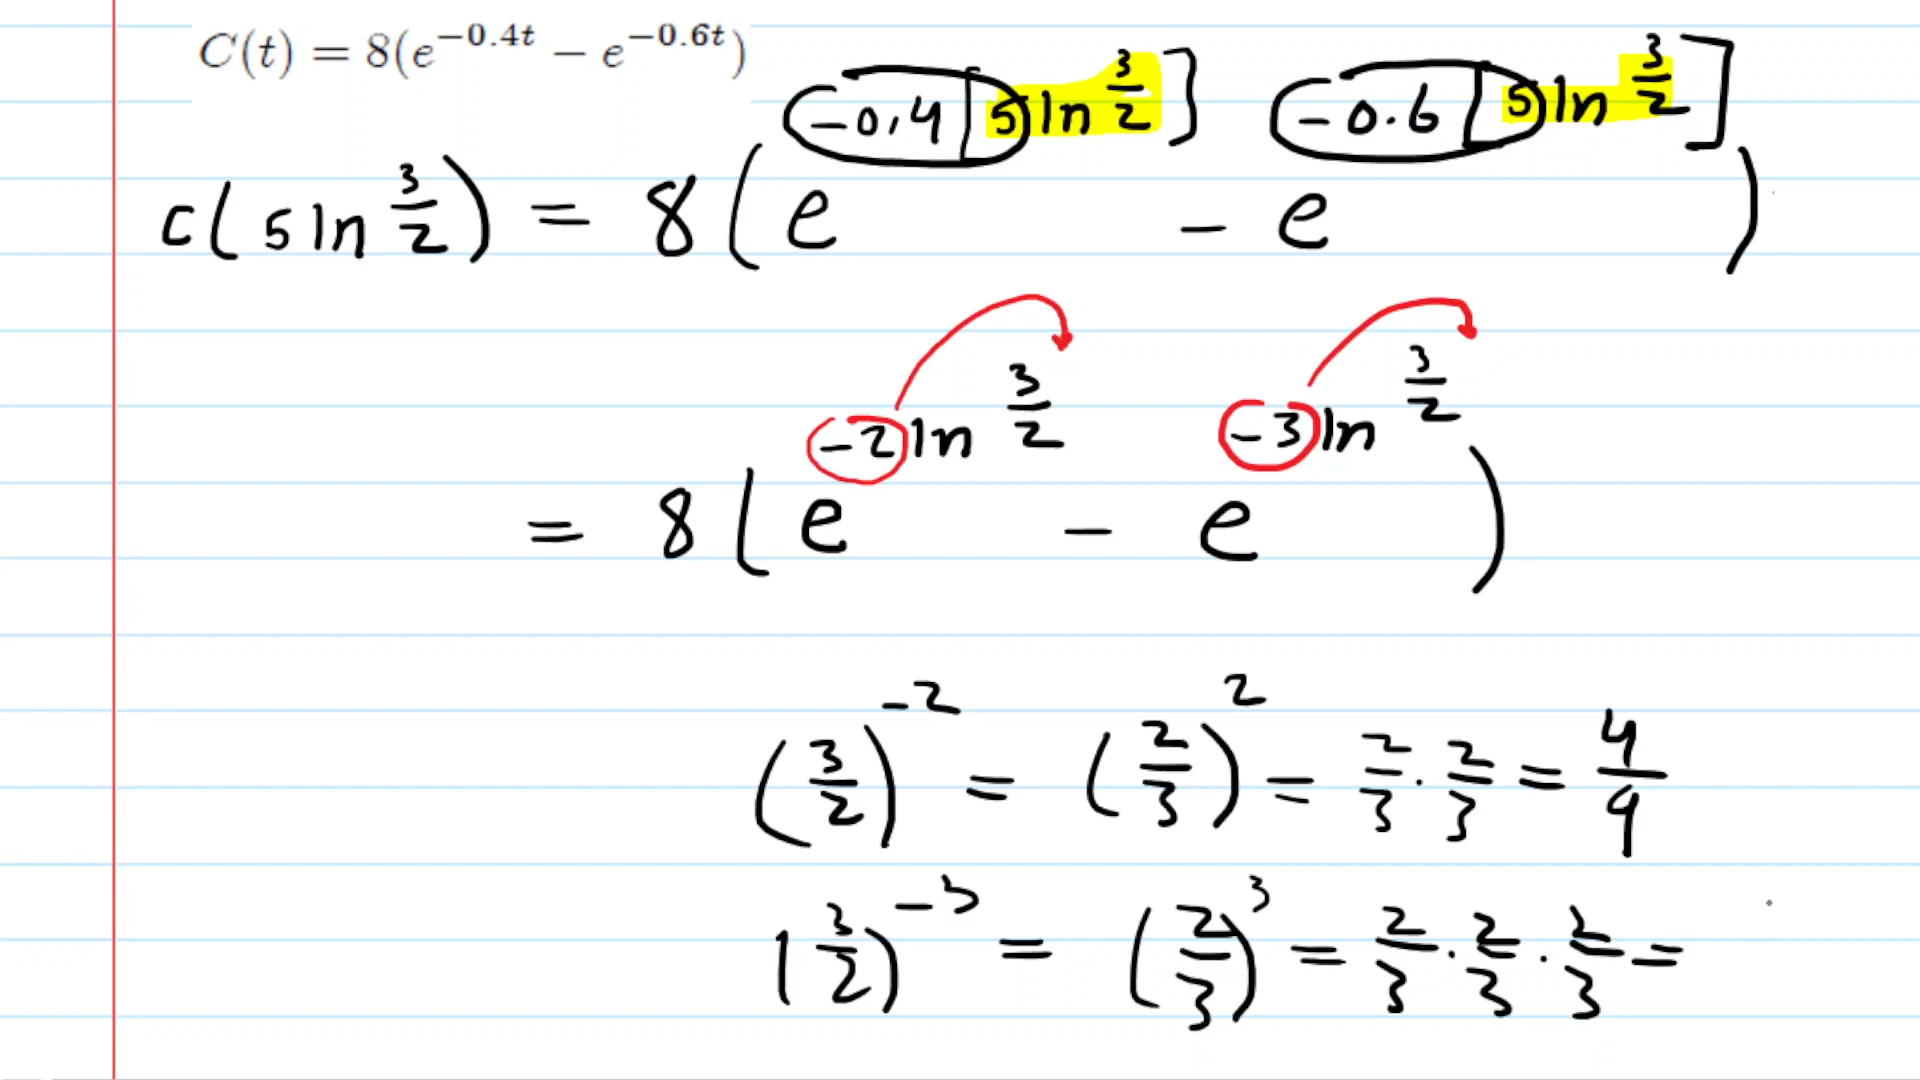 C(t) = 8(e^{-0.4t} - e^{-0.6t})
c(5 ln 3/2) = 8(e^{-0.4[5 ln 3/2]} - e^{-0.6[5 ln 3/2]})
= 8(e^{-2 ln 3/2} - e^{-3 ln 3/2})
(3/2)^{-2} = (2/3)^2 = 2/3 · 2/3 = 4/9
(3/2)^{-3} = (2/3)^3 = 2/3 · 2/3 · 2/3 =